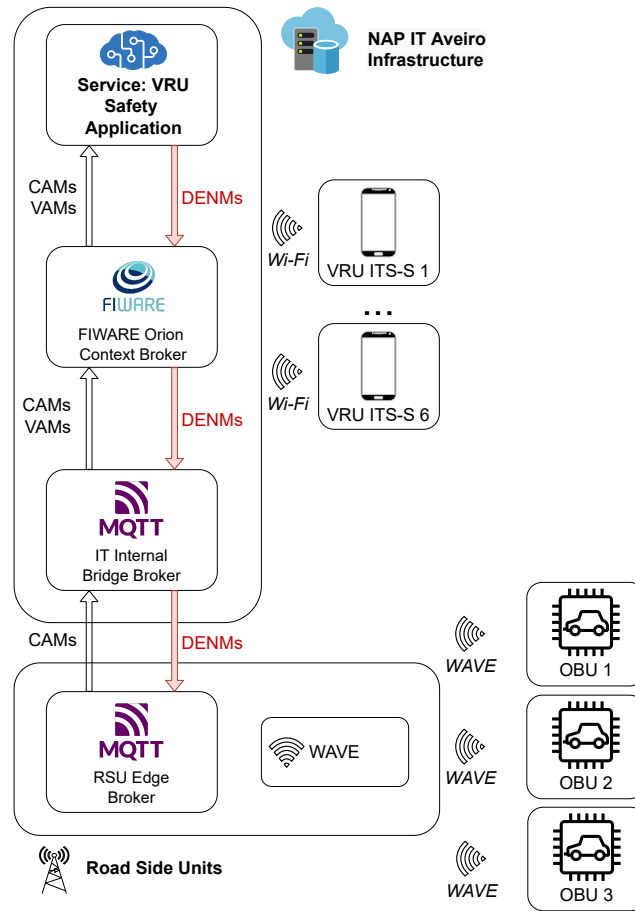 NAP IT Aveiro
Infrastructure
Service: VRU
Safety
Application
CAMs
VAMs
DENMs
Wi-Fi
VRU ITS-S 1
...
FIWARE
FIWARE Orion
Context Broker
Wi-Fi
VRU ITS-S 6
CAMs
VAMs
DENMs
MQTT
IT Internal
Bridge Broker
CAMs
DENMs
WAVE
OBU 1
MQTT
RSU Edge
Broker
WAVE
WAVE
OBU 2
Road Side Units
WAVE
OBU 3